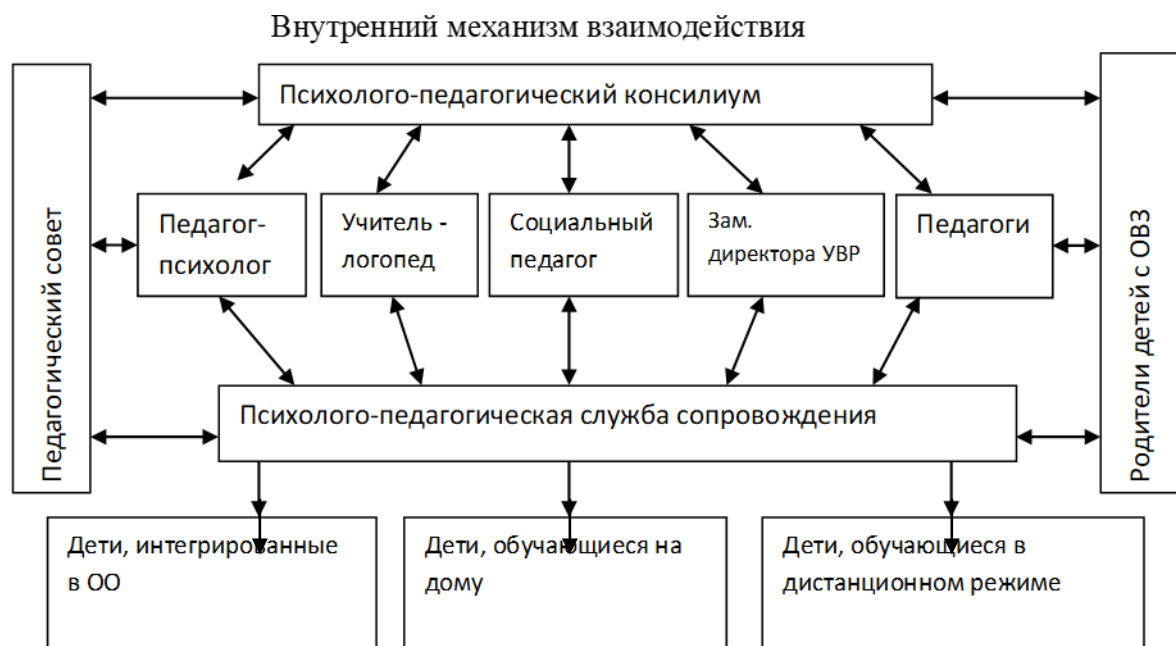 Внутренний механизм взаимодействия
Психолого-педагогический консилиум
Педагогический совет
Педагог-
психолог
Учитель -
логопед
Социальный
педагог
Зам.
директора УВР
Педагоги
Родители детей с ОВЗ
Психолого-педагогическая служба сопровождения
Дети, интегрированные
в ОО
Дети, обучающиеся на
дому
Дети, обучающиеся в
дистанционном режиме